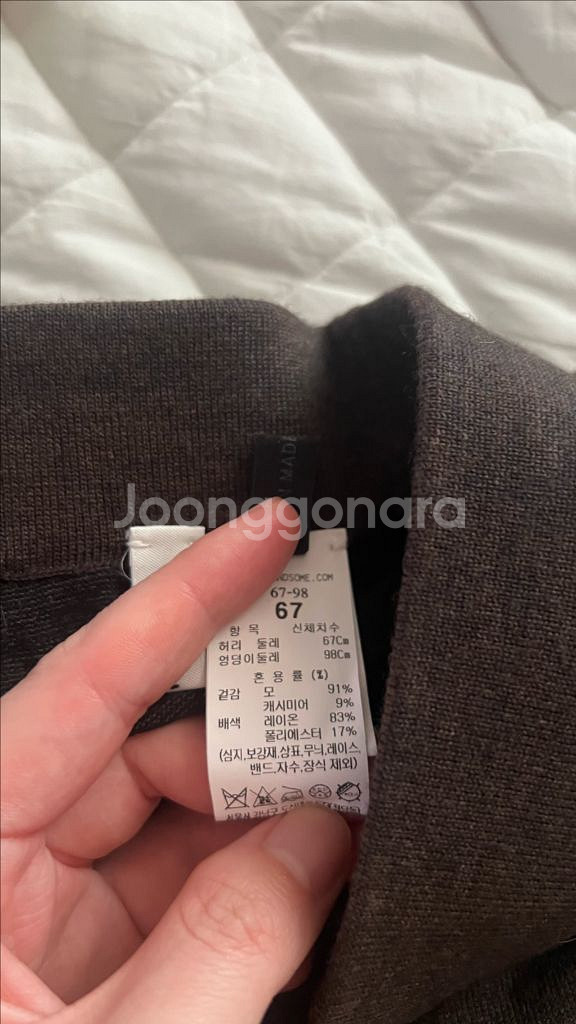 MADE
Joonggonara
NDSOME.COM
67-98
67
항 목 신체치수
허리 둘레 67Cm
엉덩이둘레 98Cm
혼 용 률 (%)
겉감 모 91%
캐시미어 9%
배색 레이온 83%
폴리에스터 17%
(심지,보강재,상표,무늬,레이스,
밴드,자수,장식 제외)